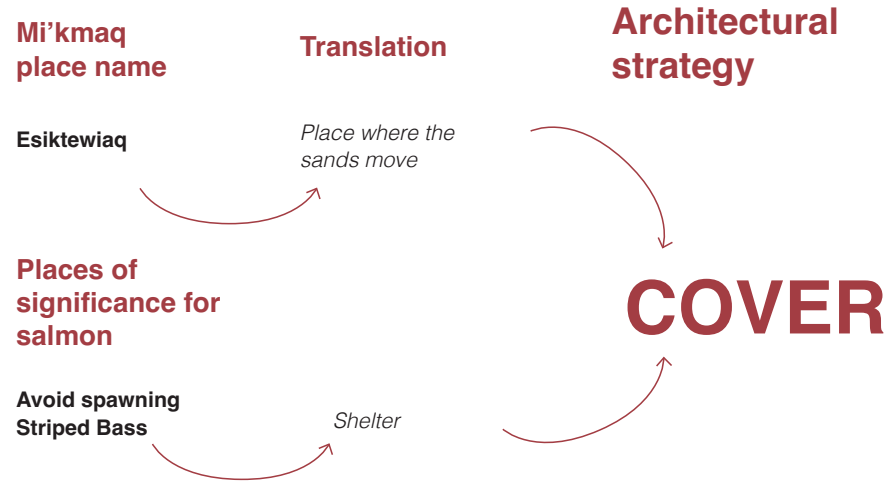 Mi’kmaq
place name
Translation
Architectural
strategy
Esiktewiaq
Place where the
sands move
Places of
significance for
salmon
COVER
Avoid spawning
Striped Bass
Shelter